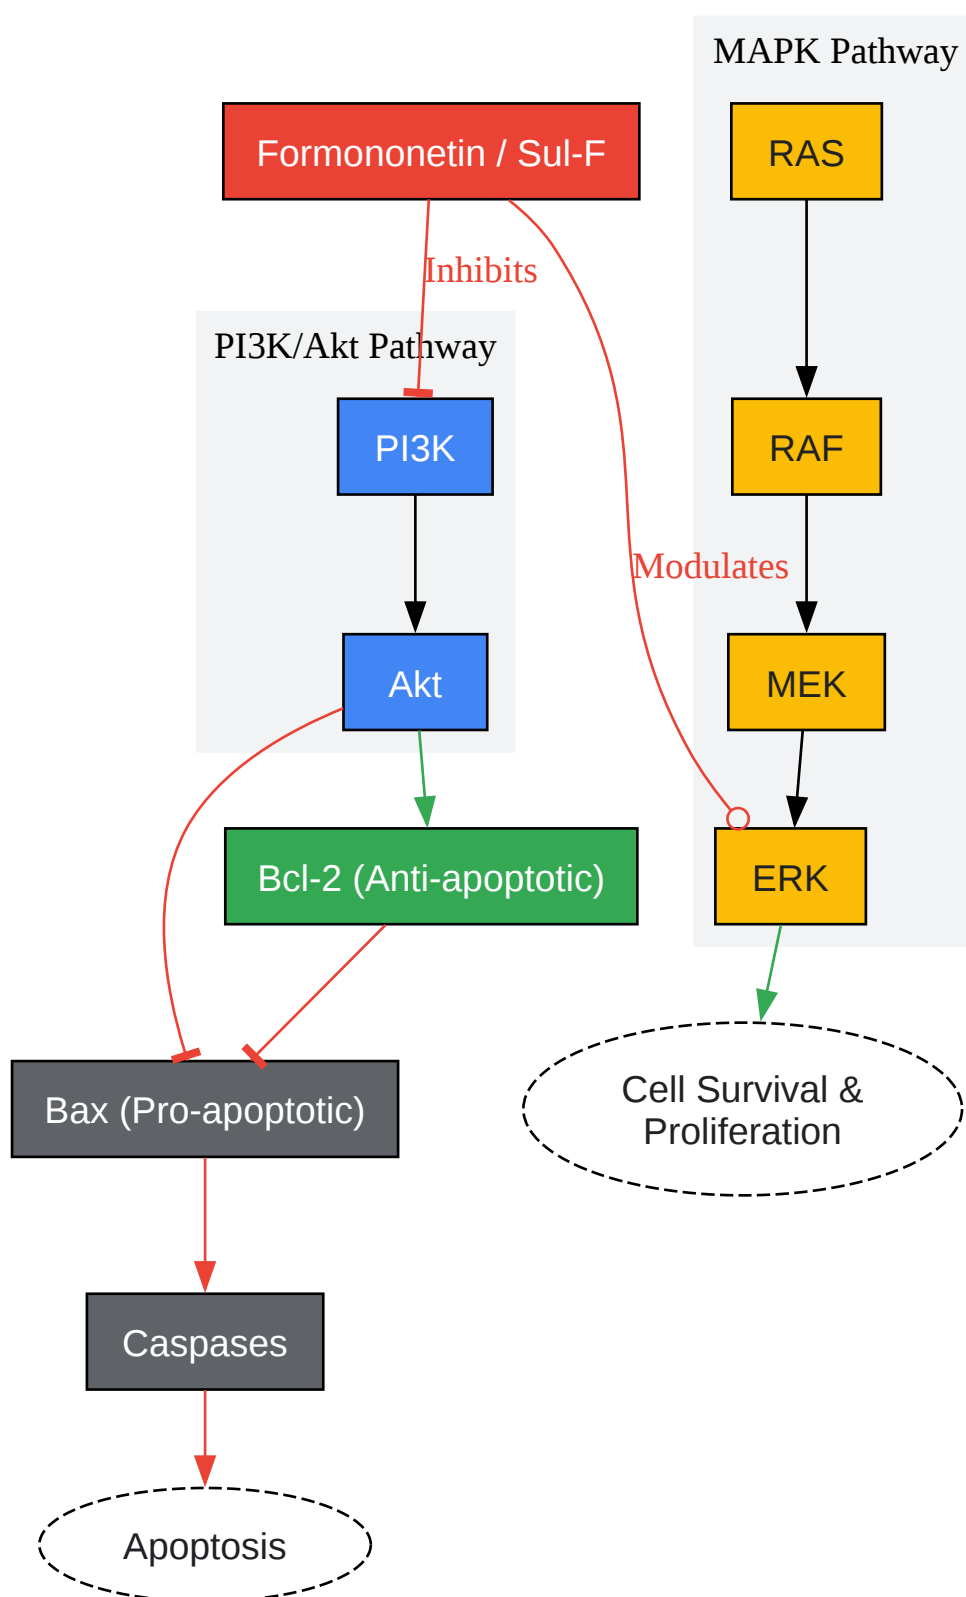 MAPK Pathway
Formononetin / Sul-F
RAS
Inhibits
PI3K/Akt Pathway
PI3K
RAF
Modulates
Akt
MEK
Bcl-2 (Anti-apoptotic)
ERK
Bax (Pro-apoptotic)
Cell Survival &
Proliferation
Caspases
Apoptosis